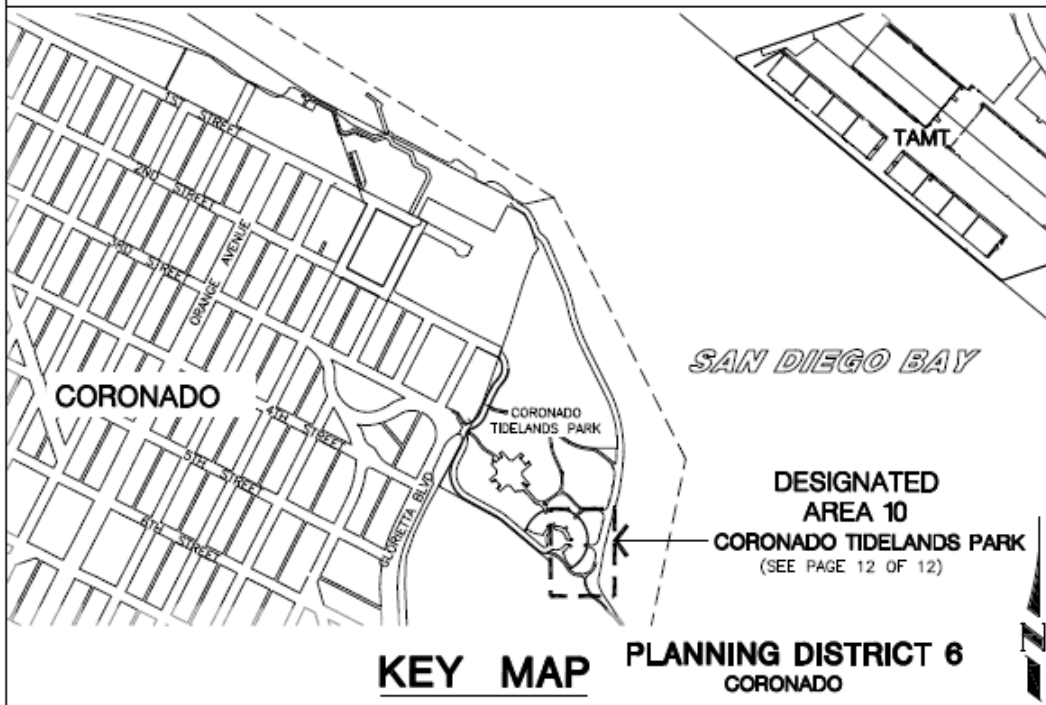 1ST STREET
2ND STREET
3RD STREET
ORANGE AVENUE
TAMT
SAN DIEGO BAY
CORONADO
CORONADO
TIDELANDS PARK
4TH STREET
5TH STREET
6TH STREET
GLORIETTA BLVD
DESIGNATED
AREA 10
CORONADO TIDELANDS PARK
(SEE PAGE 12 OF 12)
N
KEY MAP
PLANNING DISTRICT 6
CORONADO